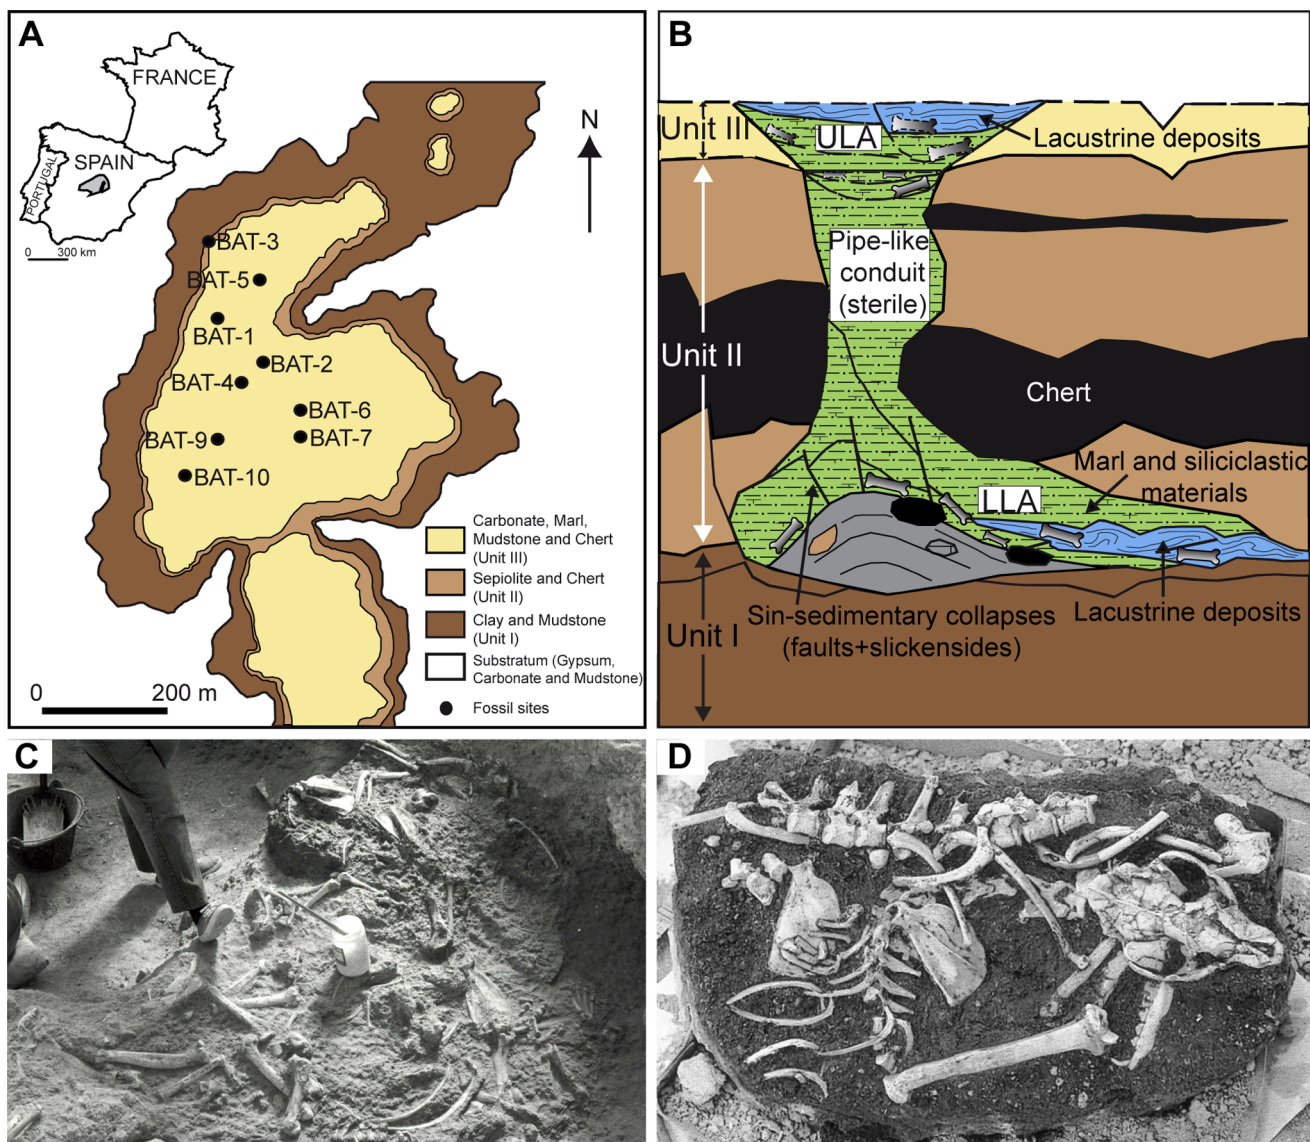 A
FRANCE
SPAIN
PORTUGAL
0 300 km
N
BAT-3
BAT-5
BAT-1
BAT-2
BAT-4
BAT-6
BAT-9
BAT-7
BAT-10
Carbonate, Marl,
Mudstone and Chert
(Unit III)
Sepiolite and Chert
(Unit II)
Clay and Mudstone
(Unit I)
Substratum (Gypsum,
Carbonate and Mudstone)
Fossil sites
0 200 m
B
Unit III
ULA
Lacustrine deposits
Pipe-like
conduit
(sterile)
Unit II
Chert
Marl and siliciclastic
materials
LLA
Sin-sedimentary collapses
(faults+slickensides)
Lacustrine deposits
Unit I
C
D